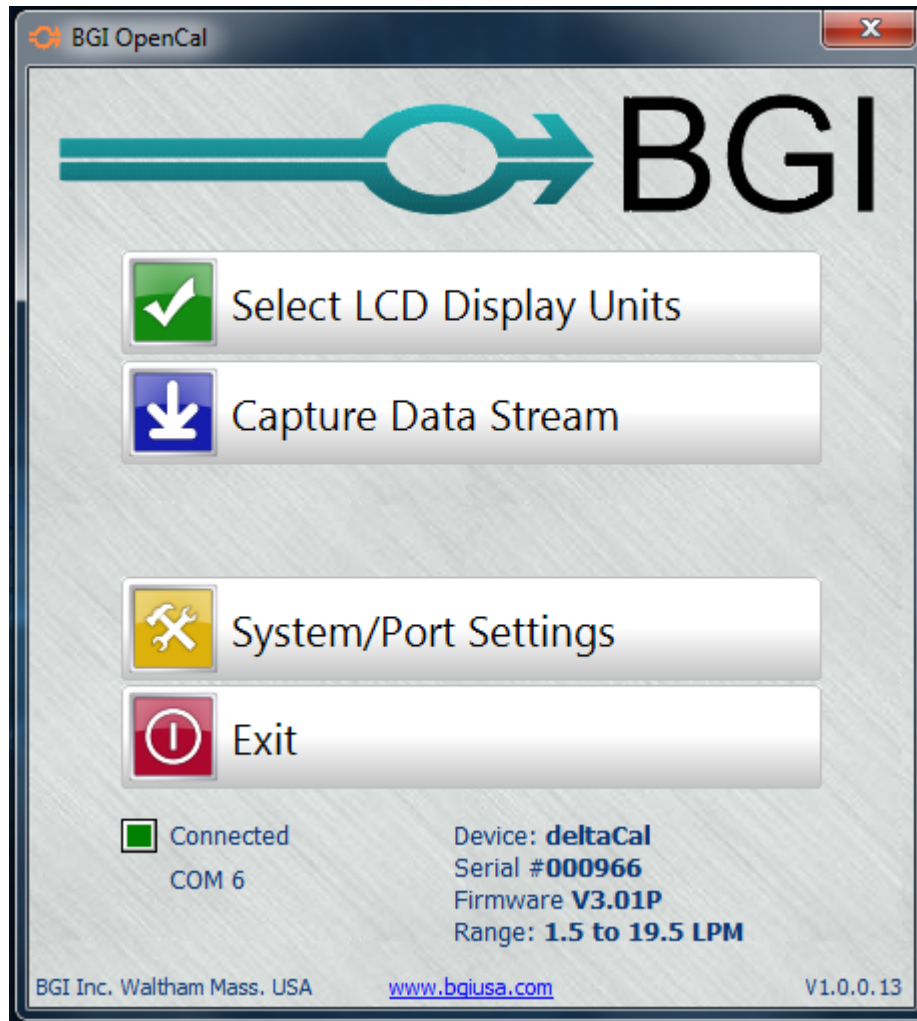 BGI OpenCal
BGI
Select LCD Display Units
Capture Data Stream
System/Port Settings
Exit
Connected
COM 6
Device: deltaCal
Serial #000966
Firmware V3.01P
Range: 1.5 to 19.5 LPM
BGI Inc. Waltham Mass. USA www.bgiusa.com V1.0.0.13